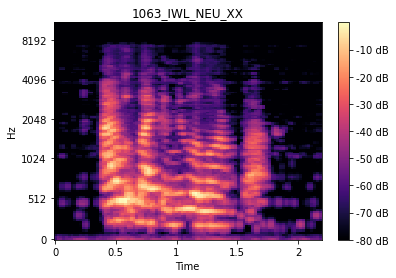 1063_IWL_NEU_XX
8192
4096
2048
1024
512
0
Hz
0
0.5
1
1.5
2
Time
-10 dB
-20 dB
-30 dB
-40 dB
-50 dB
-60 dB
-70 dB
-80 dB